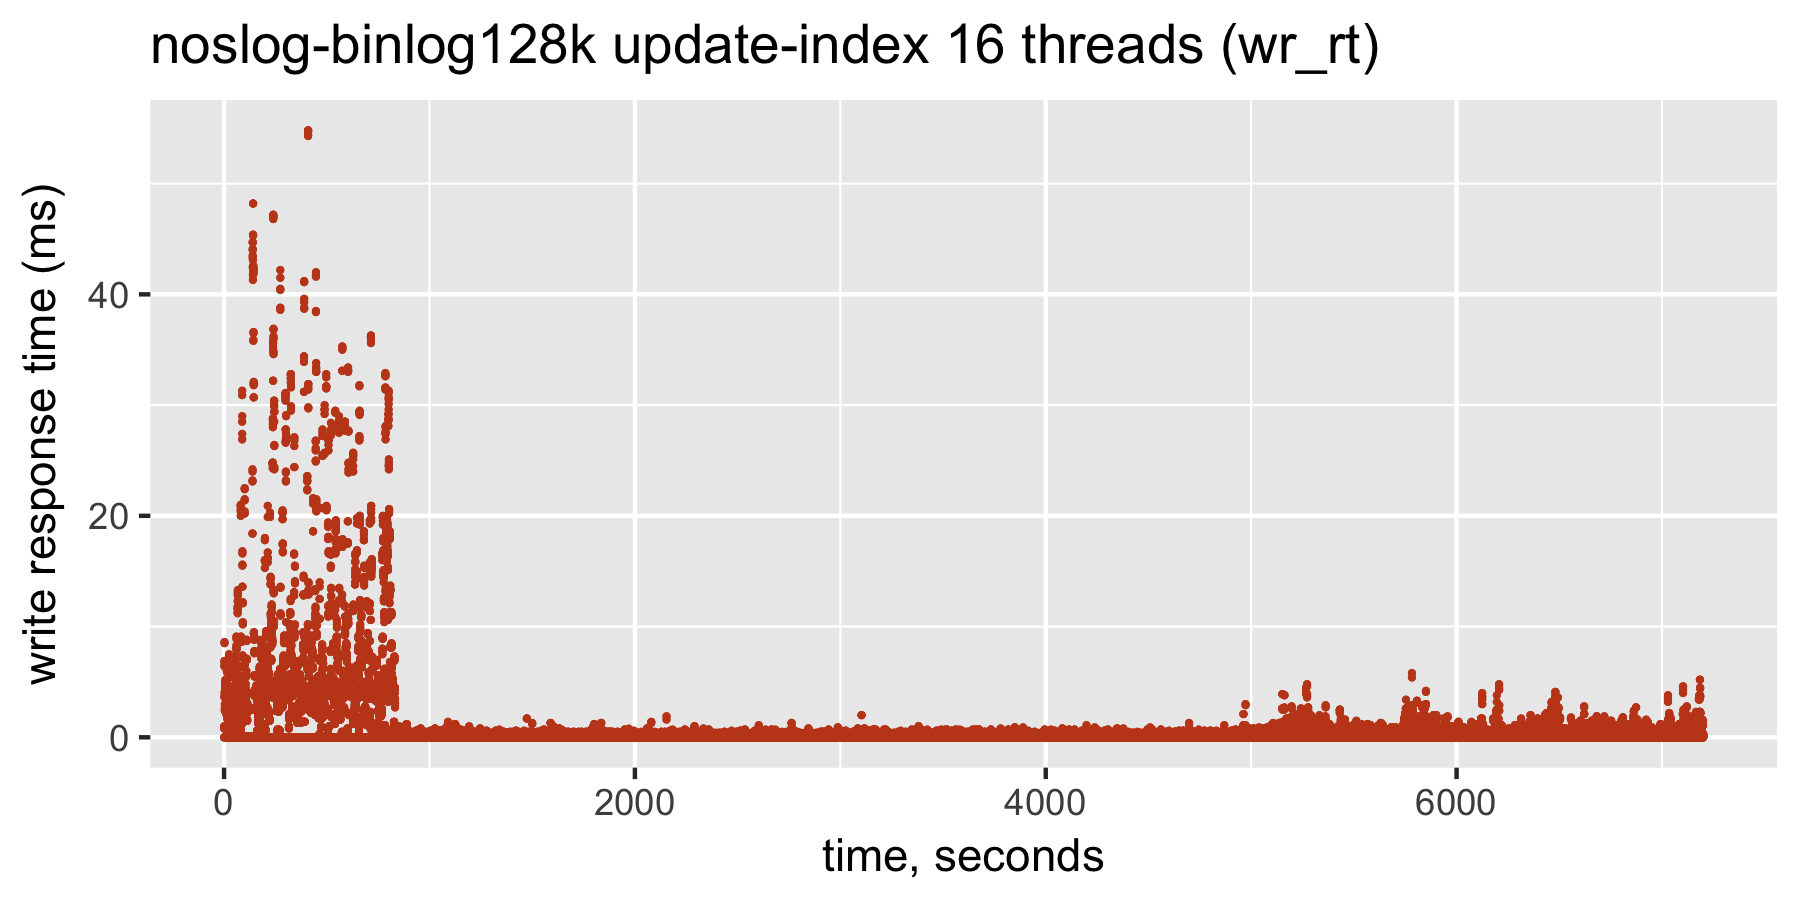 noslog-binlog128k update-index 16 threads (wr_rt)
write response time (ms)
40
20
0
0 2000 4000 6000
time, seconds